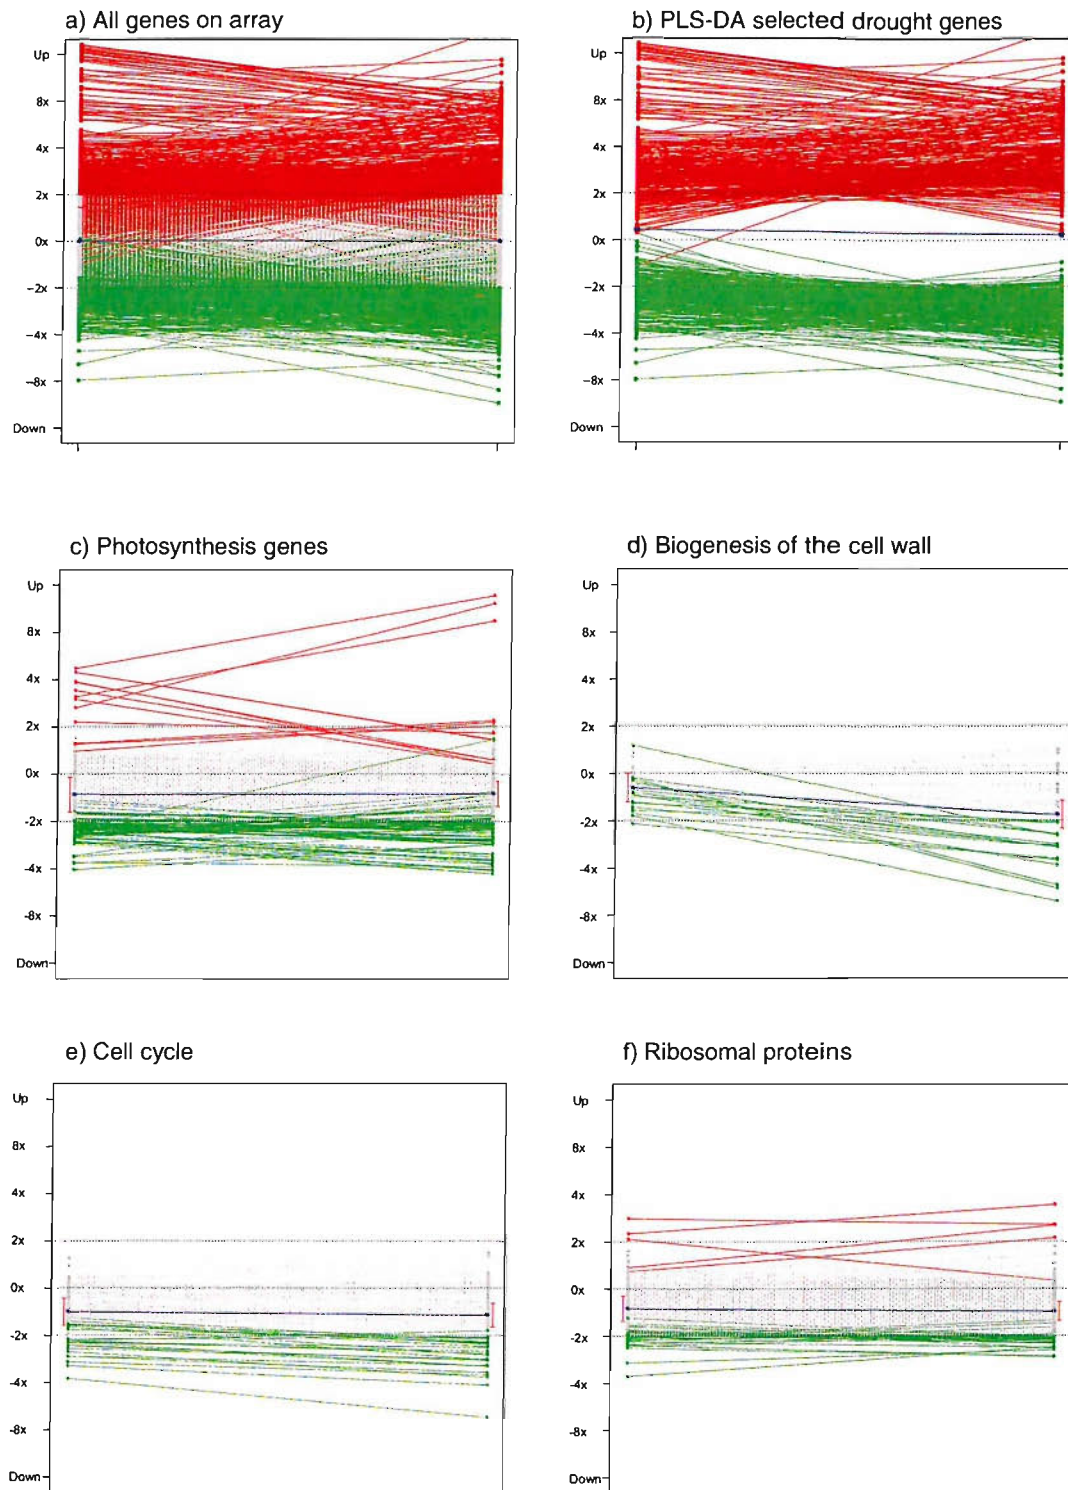 a) All genes on array
Up
8x
4x
2x
0x
−2x
−4x
−8x
Down
b) PLS-DA selected drought genes
Up
8x
4x
2x
0x
−2x
−4x
−8x
Down
c) Photosynthesis genes
Up
8x
4x
2x
0x
-2x
-4x
-8x
Down
d) Biogenesis of the cell wall
Up
8x
4x
2x
0x
-2x
-4x
-8x
Down
e) Cell cycle
Up
8x
4x
2x
0x
-2x
-4x
-8x
Down
f) Ribosomal proteins
Up
8x
4x
2x
0x
-2x
-4x
-8x
Down